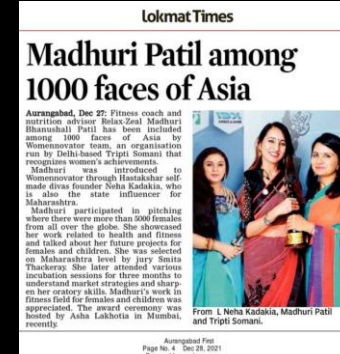 Lokmat Times
Madhuri Patil among
1000 faces of Asia
Aurangabad, Dec 27: Fitness coach and
nutrition advisor Relax-Zeal Madhuri
Bhanushali Patil has been included
among 1000 faces of Asia by
Womennovator team, an organisation
run by Delhi-based Tripti Somani that
recognizes women's achievements.
Madhuri was introduced to
Womennovator through Hastakshar self-
made divas founder Neha Kadakia, who
is also the state influencer for
Maharashtra.
Madhuri participated in pitching
where there were more than 5000 females
from all over the globe. She showcased
her work related to health and fitness
and talked about her future projects for
females and children. She was selected
on Maharashtra level by jury Smita
Thackeray. She later attended various
incubation sessions for three months to
understand market strategies and sharp-
en her oratory skills. Madhuri's work in
fitness field for females and children was
appreciated. The award ceremony was
hosted by Asha Lakhotia in Mumbai,
recently.
From L Neha Kadakia, Madhuri Patil
and Tripti Somani.
Aurangabad First
Page No. 4 Dec 28, 2021